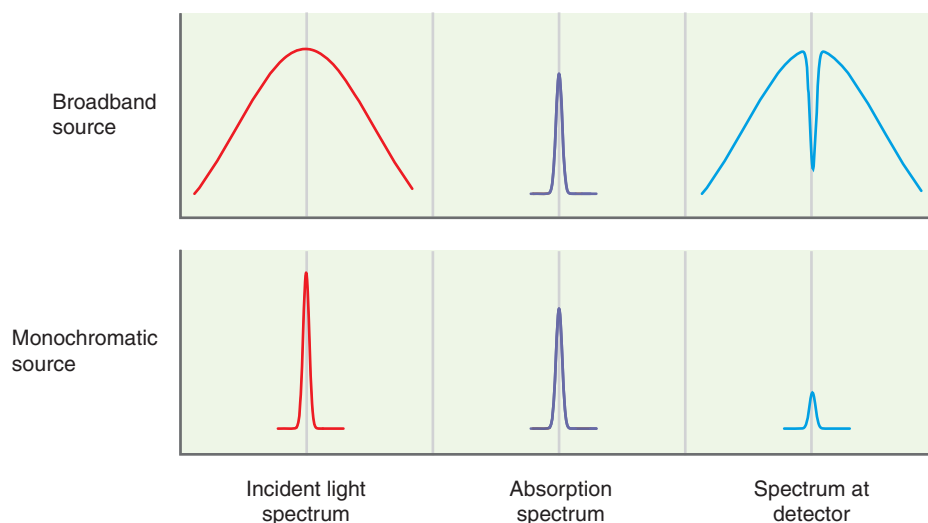 Broadband
source
Monochromatic
source
Incident light
spectrum
Absorption
spectrum
Spectrum at
detector